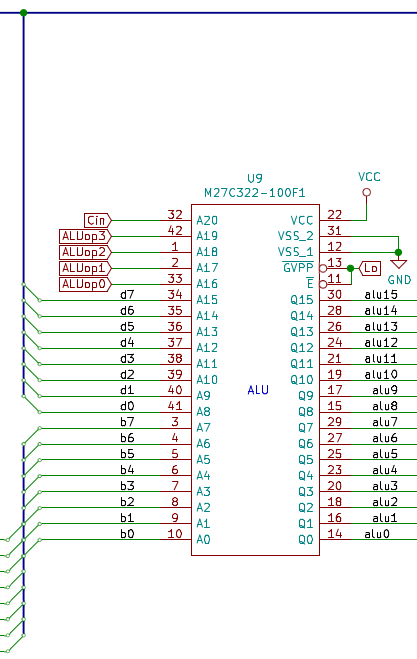 VCC
U9
M27C322-100F1
Cin 32 A20 VCC 22
ALUop3 42 A19 VSS_2 31
ALUop2 1 A18 VSS_1 12
ALUop1 2 A17 GVPP 13 Lo GND
ALUop0 33 A16 E 11
d7 34 A15 Q15 30 alu15
d6 35 A14 Q14 28 alu14
d5 36 A13 Q13 26 alu13
d4 37 A12 Q12 24 alu12
d3 38 A11 Q11 21 alu11
d2 39 A10 Q10 19 alu10
d1 40 A9 ALU Q9 17 alu9
d0 41 A8 Q8 15 alu8
b7 3 A7 Q7 29 alu7
b6 4 A6 Q6 27 alu6
b5 5 A5 Q5 25 alu5
b4 6 A4 Q4 23 alu4
b3 7 A3 Q3 20 alu3
b2 8 A2 Q2 18 alu2
b1 9 A1 Q1 16 alu1
b0 10 A0 Q0 14 alu0